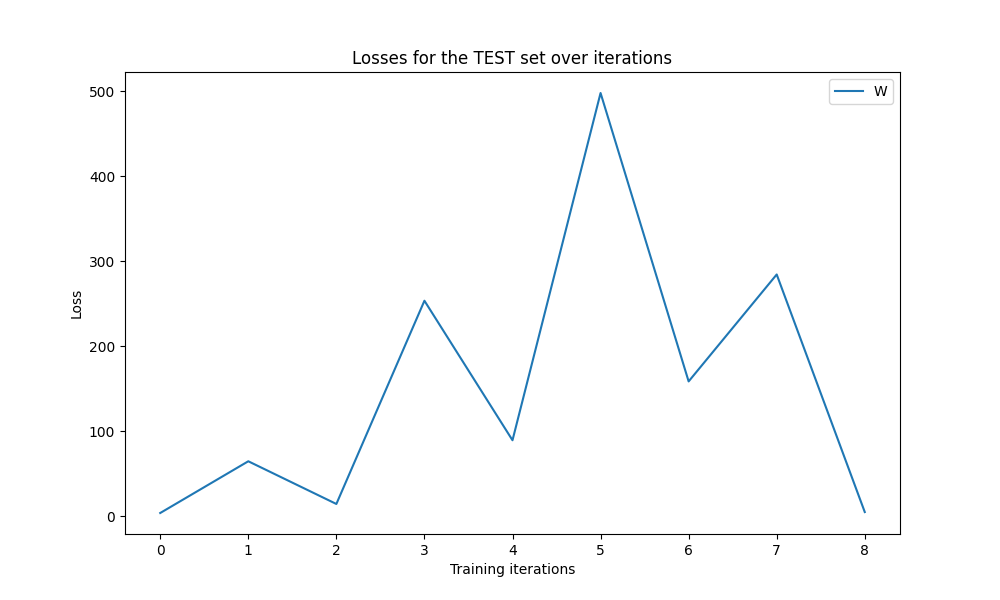 Losses for the TEST set over iterations
W
500
400
300
200
100
0
Loss
0 1 2 3 4 5 6 7 8
Training iterations